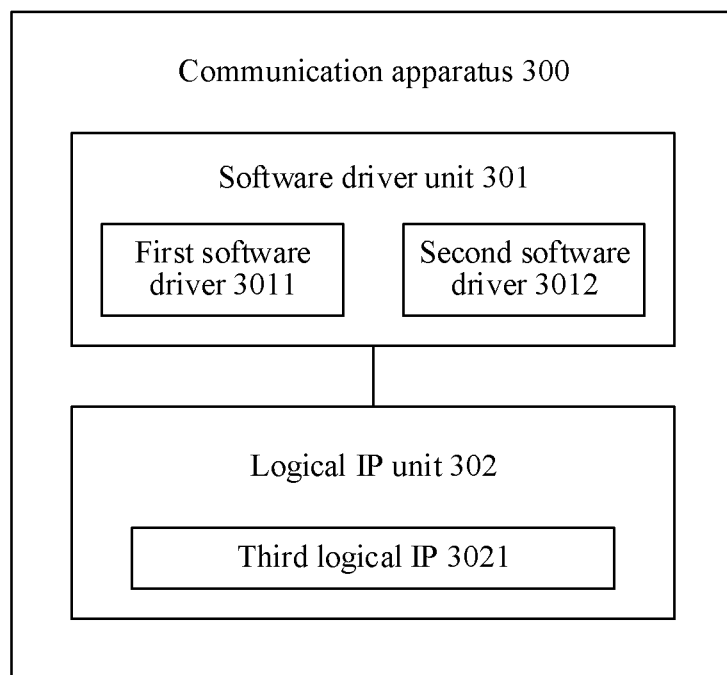 Communication apparatus 300
Software driver unit 301
First software
driver 3011
Second software
driver 3012
Logical IP unit 302
Third logical IP 3021